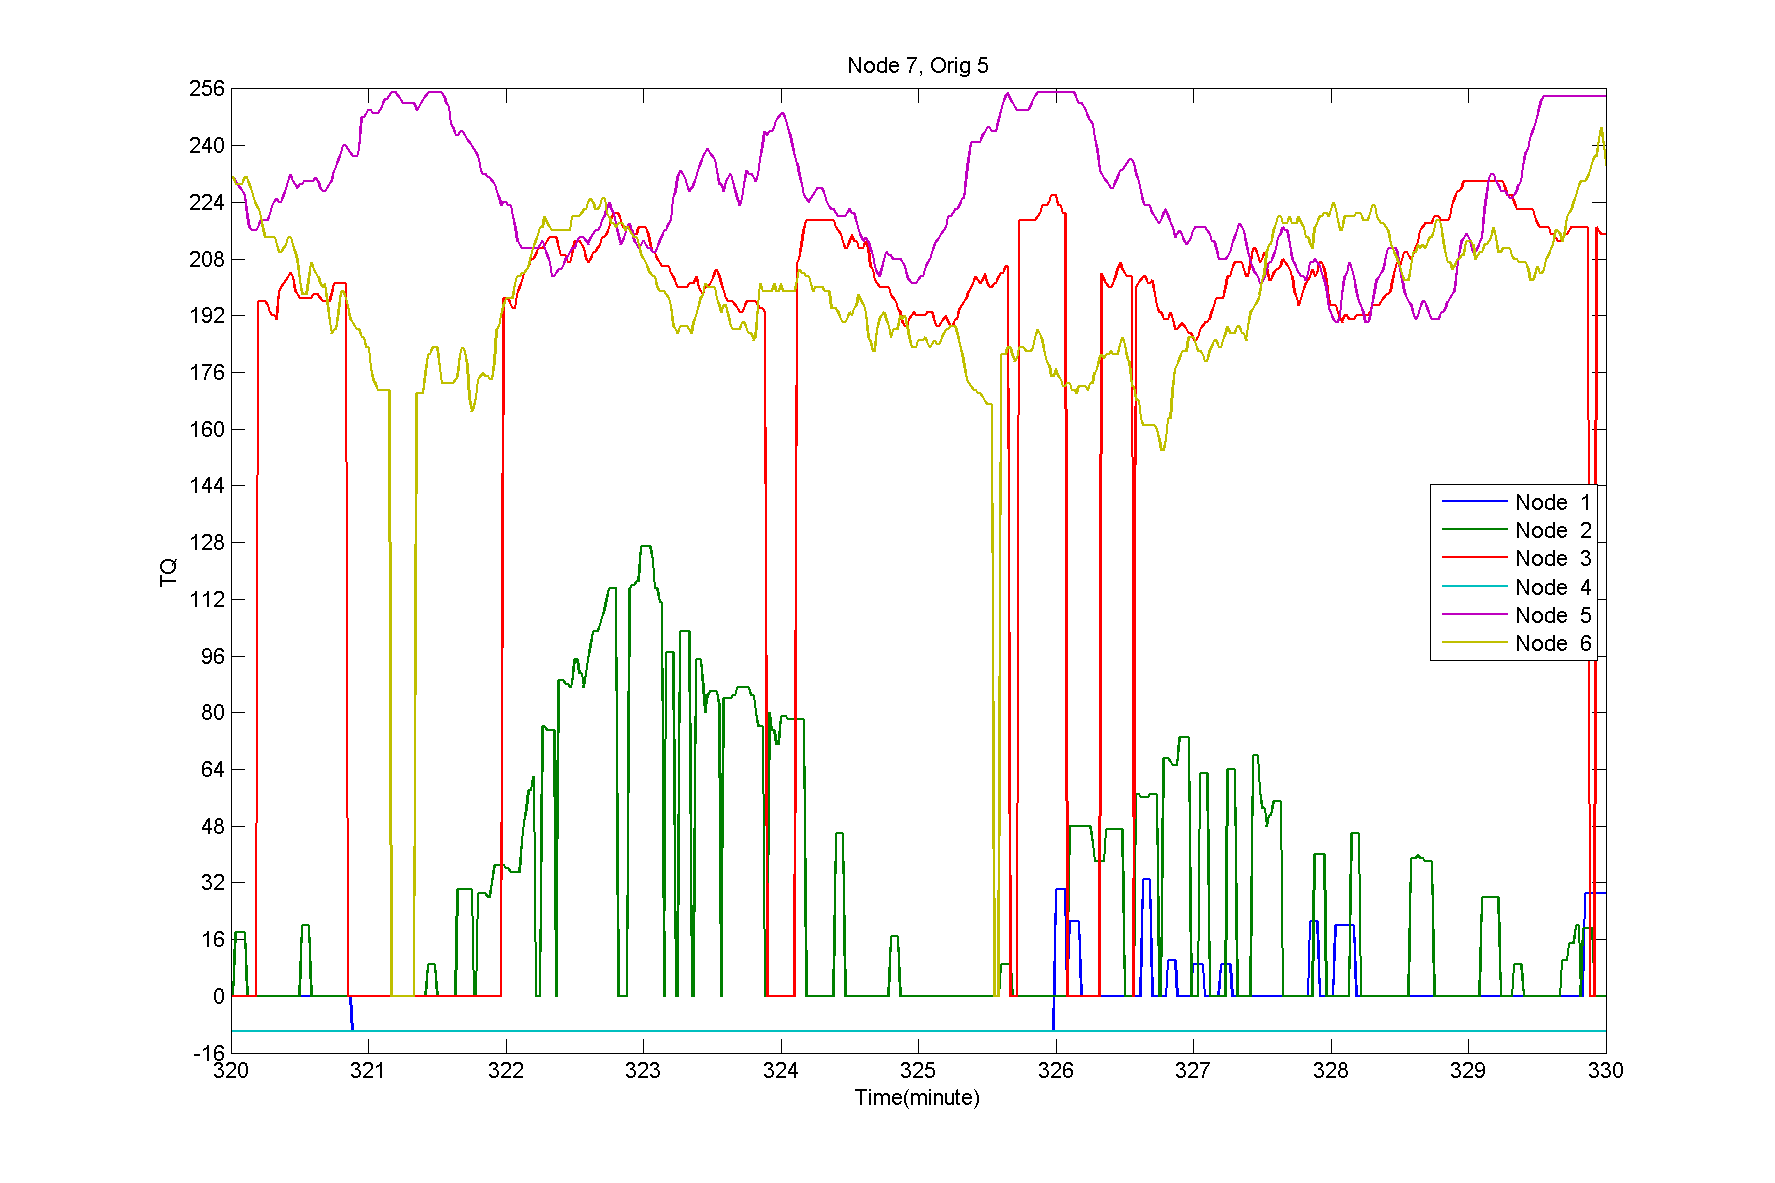 Node 7, Orig 5
256
240
224
208
192
176
160
144
128
112
96
80
64
48
32
16
0
-16
TQ
Node 1
Node 2
Node 3
Node 4
Node 5
Node 6
320 321 322 323 324 325 326 327 328 329 330
Time(minute)